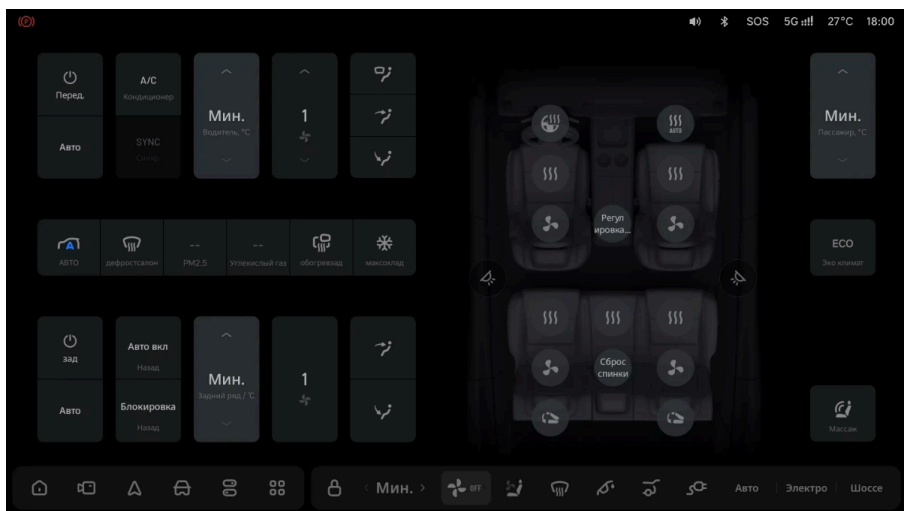 (P) SOS 5G 27°C 18:00
Перед.
Авто
A/C
Кондиционер
SYNC
Синхр.
Мин.
Водитель, °C
1
Мин.
Пассажир, °C
AUTO
Регул
ировка...
A
АВТО
дефростсалон
--
PM2.5
--
Углекислый газ
обогревзад
максохлад
ECO
Эко климат
зад
Авто
Авто вкл
Назад
Блокировка
Назад
Мин.
Задний ряд / °C
1
Сброс
спинки
Массаж
Мин. OFF Авто Электро Шоссе